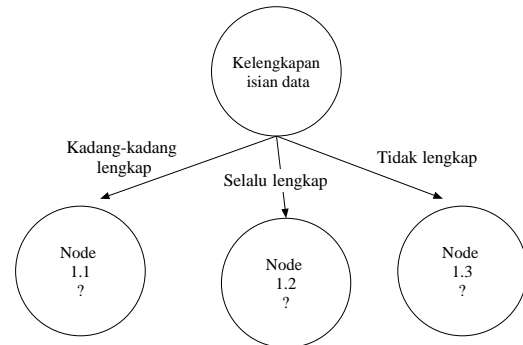 Kelengkapan
isian data
Kadang-kadang
lengkap
Selalu lengkap
Tidak lengkap
Node
1.1
?
Node
1.2
?
Node
1.3
?